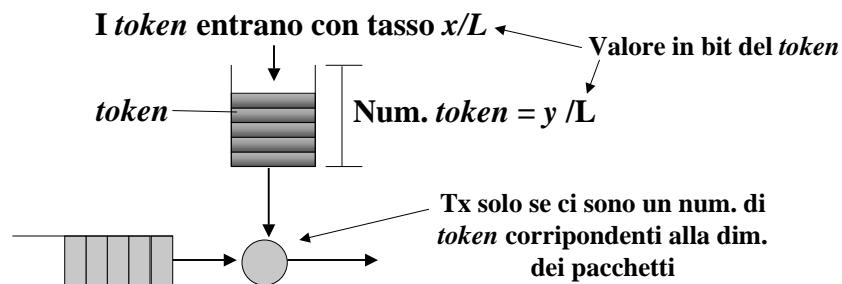 I token entrano con tasso x/L
Valore in bit del token
token
Num. token = y /L
Tx solo se ci sono un num. di
token corripondenti alla dim.
dei pacchetti